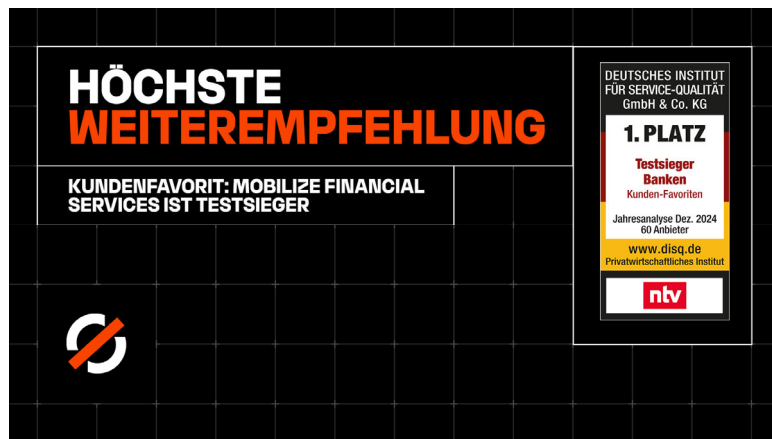 HÖCHSTE
WEITEREMPFEHLUNG
KUNDENFAVORIT: MOBILIZE FINANCIAL
SERVICES IST TESTSIEGER
DEUTSCHES INSTITUT
FÜR SERVICE-QUALITÄT
GmbH & Co. KG
1. PLATZ
Testsieger
Banken
Kunden-Favoriten
Jahresanalyse Dez. 2024
60 Anbieter
www.disq.de
Privatwirtschaftliches Institut
ntv